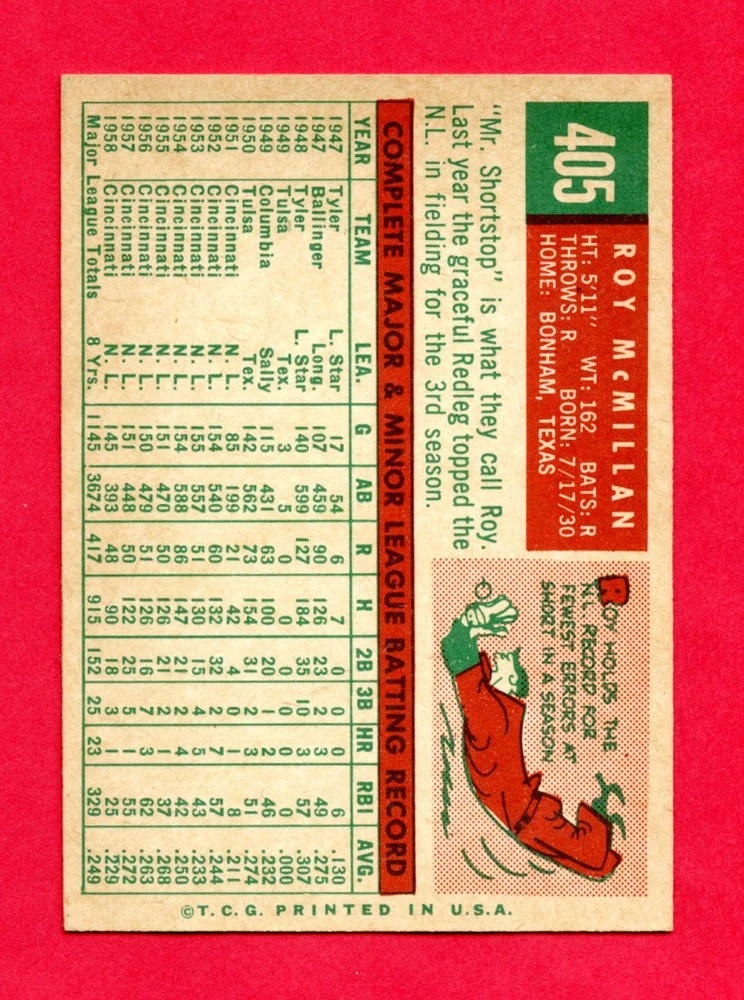 405
ROY McMILLAN
HT: 5'11" WT: 162 BATS: R
THROWS: R BORN: 7/17/30
HOME: BONHAM, TEXAS
"Mr. Shortstop" is what they call Roy.
Last year the graceful Redleg topped the
N.L. in fielding for the 3rd season.
ROY HOLDS THE
N.L. RECORD FOR
FEWEST ERRORS AT
SHORT IN A SEASON
COMPLETE MAJOR & MINOR LEAGUE BATTING RECORD
YEAR TEAM LEA. G AB R H 2B 3B HR RBI AVG.
1947 Tyler L. Star 17 54 6 7 0 0 0 6 .130
1947 Ballinger Long. 107 459 90 126 23 2 3 49 .275
1948 Tyler L. Star 140 599 127 184 35 10 3 57 .307
1949 Tulsa Tex. 3 5 0 0 0 0 0 0 .000
1949 Columbia Sally 115 431 63 100 20 1 2 46 .232
1950 Tulsa Tex. 142 562 73 154 31 2 3 51 .274
1951 Cincinnati N. L. 85 199 21 42 4 0 1 8 .211
1952 Cincinnati N. L. 154 540 60 132 32 2 7 57 .244
1953 Cincinnati N. L. 155 557 51 130 15 4 5 43 .233
1954 Cincinnati N. L. 154 588 86 147 21 2 4 42 .250
1955 Cincinnati N. L. 151 470 50 126 21 2 1 37 .268
1956 Cincinnati N. L. 150 479 51 126 16 7 3 62 .263
1957 Cincinnati N. L. 151 448 50 122 25 5 1 55 .272
1958 Cincinnati N. L. 145 393 48 90 18 3 1 25 .229
Major League Totals 8 Yrs. 1145 3674 417 915 152 25 23 329 .249
©T.C.G. PRINTED IN U.S.A.